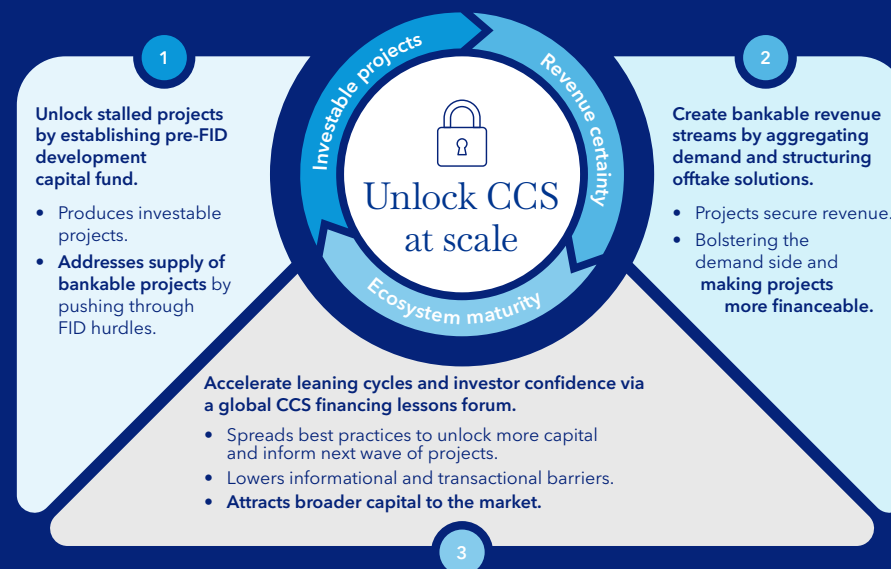 1
Unlock stalled projects
by establishing pre-FID
development
capital fund.
• Produces investable
projects.
• Addresses supply of
bankable projects by
pushing through
FID hurdles.
Investable projects
Revenue certainty
Ecosystem maturity
Unlock CCS
at scale
2
Create bankable revenue
streams by aggregating
demand and structuring
offtake solutions.
• Projects secure revenue.
• Bolstering the
demand side and
making projects
more financeable.
Accelerate leaning cycles and investor confidence via
a global CCS financing lessons forum.
• Spreads best practices to unlock more capital
and inform next wave of projects.
• Lowers informational and transactional barriers.
• Attracts broader capital to the market.
3